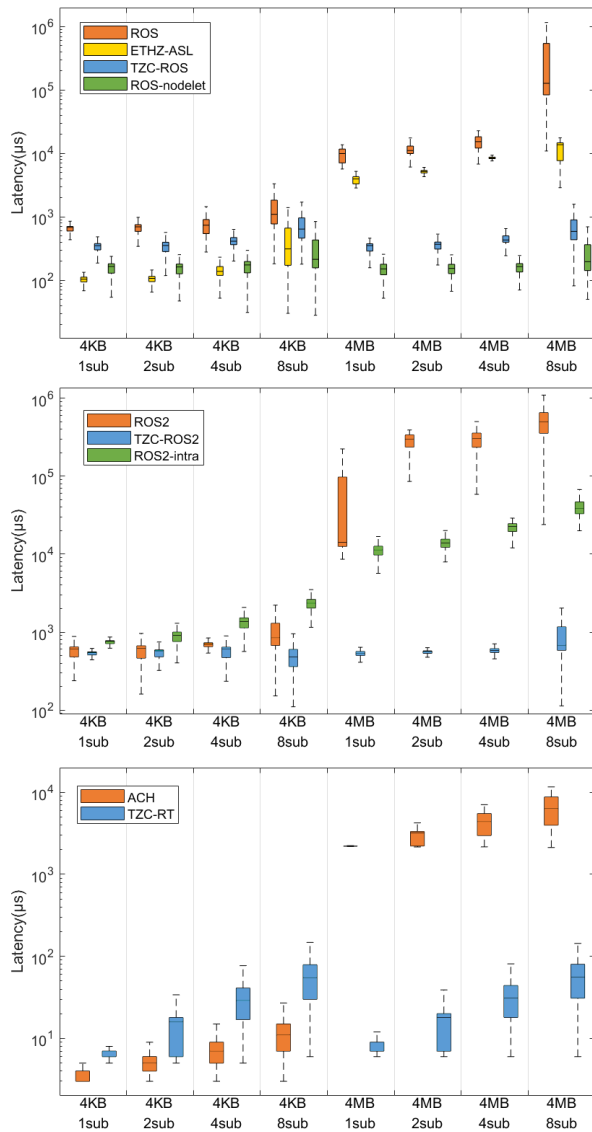 10^6
10^5
10^4
10^3
10^2
Latency(μs)
ROS
ETHZ-ASL
TZC-ROS
ROS-nodelet
4KB 4KB 4KB 4KB 4MB 4MB 4MB 4MB
1sub 2sub 4sub 8sub 1sub 2sub 4sub 8sub
10^6
10^5
10^4
10^3
10^2
Latency(μs)
ROS2
TZC-ROS2
ROS2-intra
4KB 4KB 4KB 4KB 4MB 4MB 4MB 4MB
1sub 2sub 4sub 8sub 1sub 2sub 4sub 8sub
10^4
10^3
10^2
10^1
Latency(μs)
ACH
TZC-RT
4KB 4KB 4KB 4KB 4MB 4MB 4MB 4MB
1sub 2sub 4sub 8sub 1sub 2sub 4sub 8sub